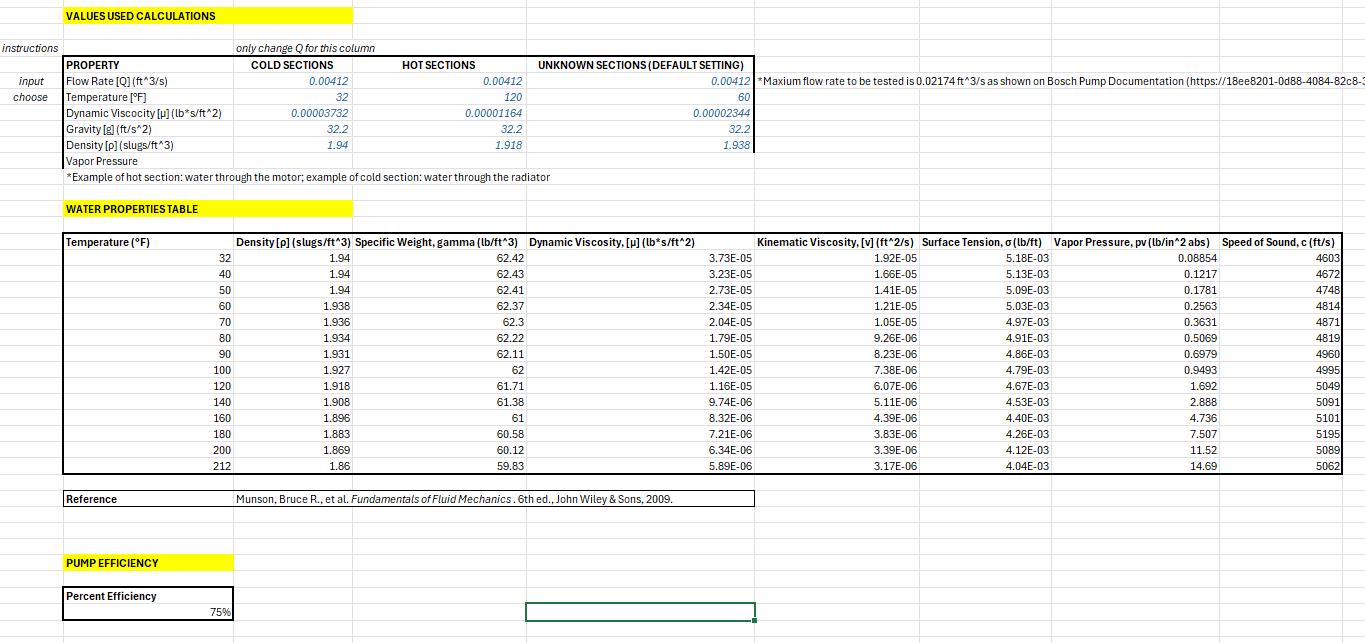 VALUES USED CALCULATIONS
instructions only change Q for this column
PROPERTY COLD SECTIONS HOT SECTIONS UNKNOWN SECTIONS (DEFAULT SETTING)
input Flow Rate [Q] (ft^3/s) 0.00412 0.00412 0.00412 *Maxium flow rate to be tested is 0.02174 ft^3/s as shown on Bosch Pump Documentation (https://18ee8201-0d88-4084-82c8-
choose Temperature [°F] 32 120 60
Dynamic Viscocity [μ] (lb*s/ft^2) 0.00003732 0.00001164 0.00002344
Gravity [g] (ft/s^2) 32.2 32.2 32.2
Density [ρ] (slugs/ft^3) 1.94 1.918 1.938
Vapor Pressure
*Example of hot section: water through the motor; example of cold section: water through the radiator
WATER PROPERTIES TABLE
Temperature (°F) Density [ρ] (slugs/ft^3) Specific Weight, gamma (lb/ft^3) Dynamic Viscosity, [μ] (lb*s/ft^2) Kinematic Viscosity, [v] (ft^2/s) Surface Tension, σ (lb/ft) Vapor Pressure, pv (lb/in^2 abs) Speed of Sound, c (ft/s)
32 1.94 62.42 3.73E-05 1.92E-05 5.18E-03 0.08854 4603
40 1.94 62.43 3.23E-05 1.66E-05 5.13E-03 0.1217 4672
50 1.94 62.41 2.73E-05 1.41E-05 5.09E-03 0.1781 4748
60 1.938 62.37 2.34E-05 1.21E-05 5.03E-03 0.2563 4814
70 1.936 62.3 2.04E-05 1.05E-05 4.97E-03 0.3631 4871
80 1.934 62.22 1.79E-05 9.26E-06 4.91E-03 0.5069 4819
90 1.931 62.11 1.50E-05 8.23E-06 4.86E-03 0.6979 4960
100 1.927 62 1.42E-05 7.38E-06 4.79E-03 0.9493 4995
120 1.918 61.71 1.16E-05 6.07E-06 4.67E-03 1.692 5049
140 1.908 61.38 9.74E-06 5.11E-06 4.53E-03 2.888 5091
160 1.896 61 8.32E-06 4.39E-06 4.40E-03 4.736 5101
180 1.883 60.58 7.21E-06 3.83E-06 4.26E-03 7.507 5195
200 1.869 60.12 6.34E-06 3.39E-06 4.12E-03 11.52 5089
212 1.86 59.83 5.89E-06 3.17E-06 4.04E-03 14.69 5062
Reference Munson, Bruce R., et al. Fundamentals of Fluid Mechanics . 6th ed., John Wiley & Sons, 2009.
PUMP EFFICIENCY
Percent Efficiency
75%